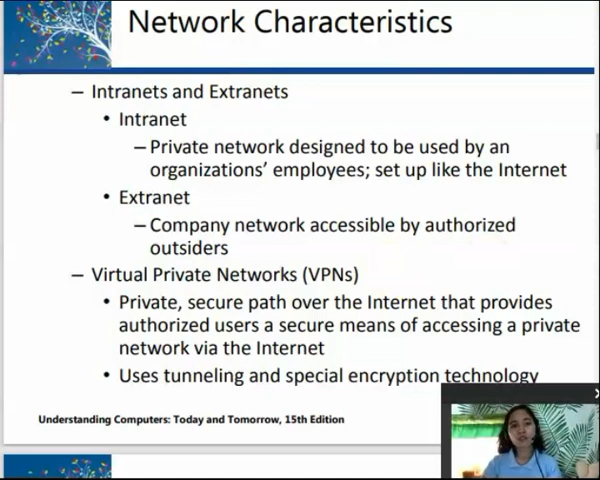 Network Characteristics
– Intranets and Extranets
• Intranet
– Private network designed to be used by an
organizations’ employees; set up like the Internet
• Extranet
– Company network accessible by authorized
outsiders
– Virtual Private Networks (VPNs)
• Private, secure path over the Internet that provides
authorized users a secure means of accessing a private
network via the Internet
• Uses tunneling and special encryption technology
Understanding Computers: Today and Tomorrow, 15th Edition